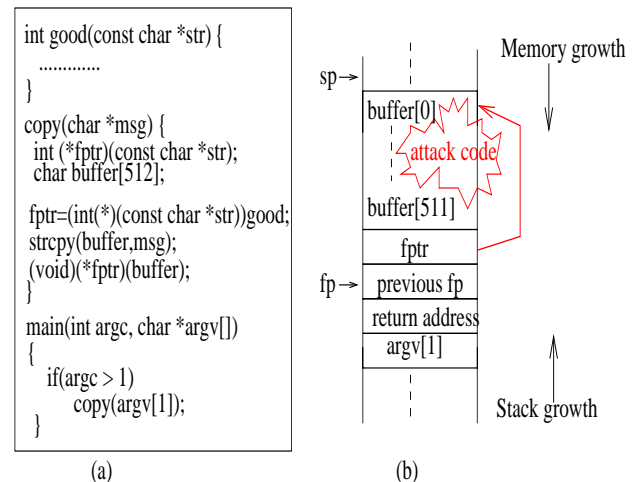 int good(const char *str) {
.............
}
copy(char *msg) {
int (*fptr)(const char *str);
char buffer[512];
fptr=(int(*)(const char *str))good;
strcpy(buffer,msg);
(void)(*fptr)(buffer);
}
main(int argc, char *argv[])
{
if(argc > 1)
copy(argv[1]);
}
(a)
sp
buffer[0]
attack code
buffer[511]
fptr
fp
previous fp
return address
argv[1]
(b)
Memory growth
Stack growth